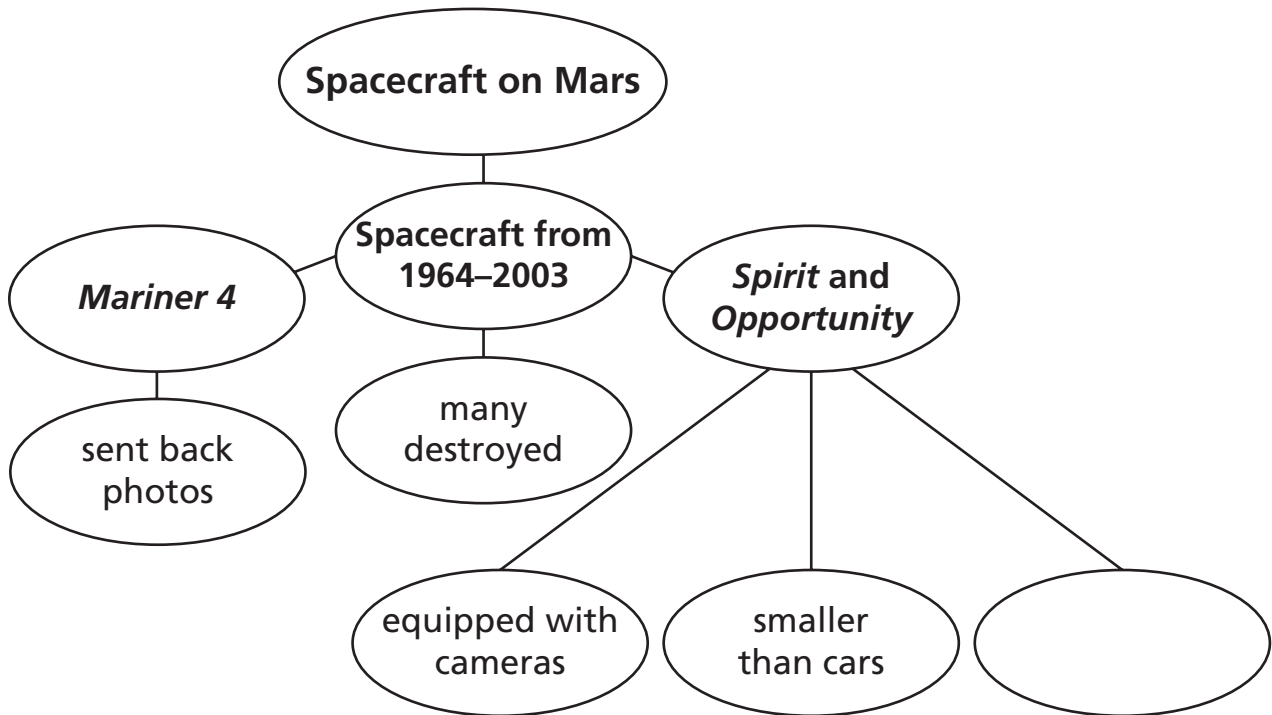 Spacecraft on Mars
Spacecraft from
1964–2003
Mariner 4
Spirit and
Opportunity
sent back
photos
many
destroyed
equipped with
cameras
smaller
than cars